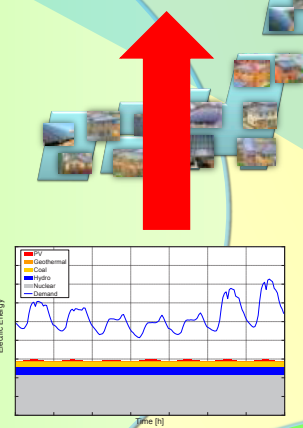 PV
Geothermal
Coal
Hydro
Nuclear
Demand
Electric Energy
Time [h]